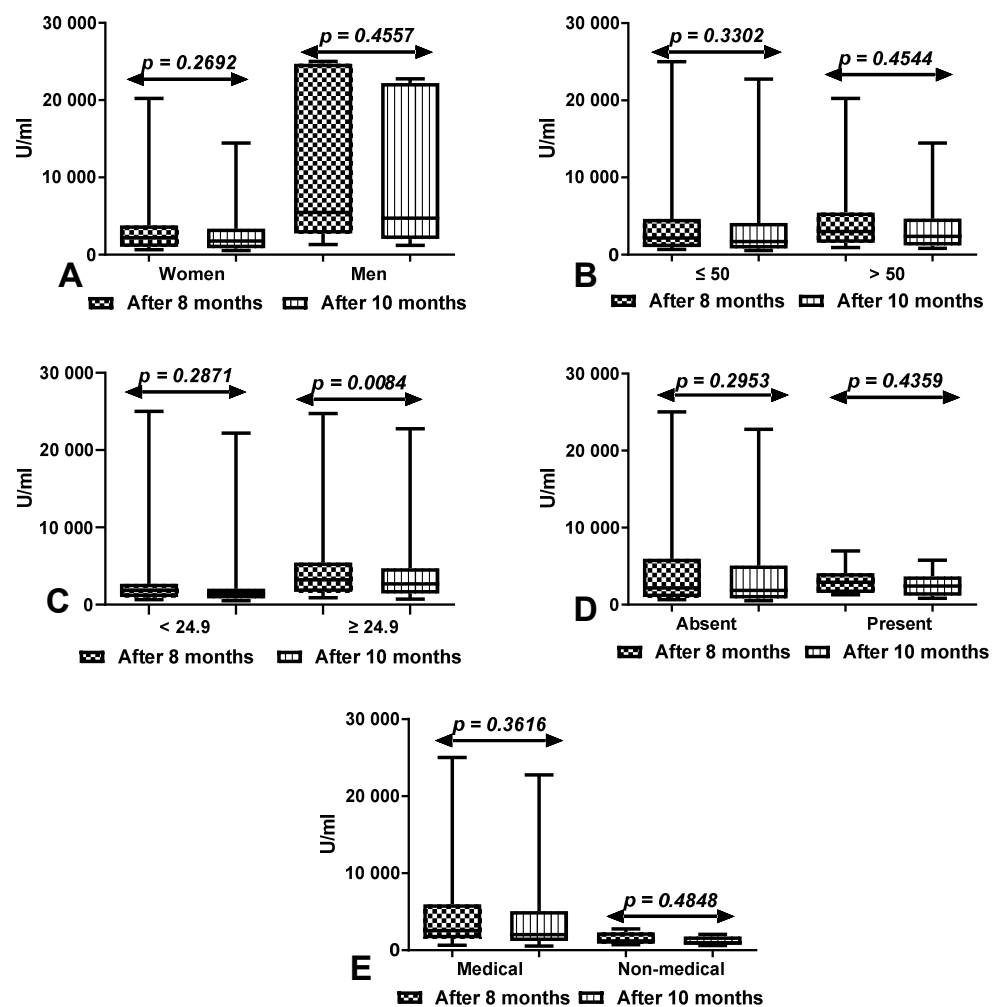 30 000
20 000
10 000
0
U/ml
p = 0.2692
p = 0.4557
Women
Men
A
After 8 months
After 10 months
30 000
20 000
10 000
0
U/ml
p = 0.3302
p = 0.4544
≤ 50
> 50
B
After 8 months
After 10 months
30 000
20 000
10 000
0
U/ml
p = 0.2871
p = 0.0084
< 24.9
≥ 24.9
C
After 8 months
After 10 months
30 000
20 000
10 000
0
U/ml
p = 0.2953
p = 0.4359
Absent
Present
D
After 8 months
After 10 months
30 000
20 000
10 000
0
U/ml
p = 0.3616
p = 0.4848
Medical
Non-medical
E
After 8 months
After 10 months